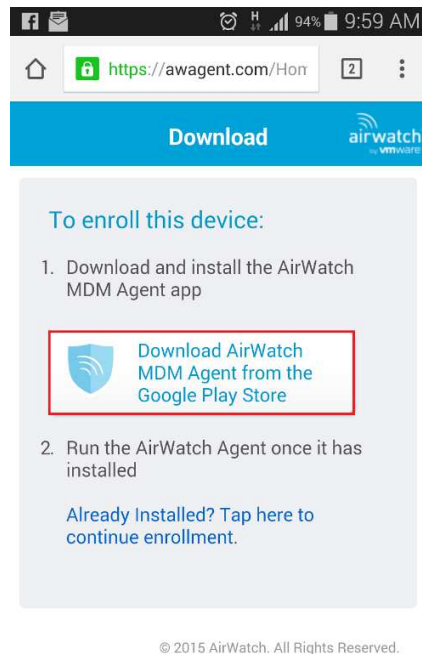 H 94% 9:59 AM
https://awagent.com/Hom 2
Download
airwatch
by vmware
To enroll this device:
1. Download and install the AirWatch
MDM Agent app
Download AirWatch
MDM Agent from the
Google Play Store
2. Run the AirWatch Agent once it has
installed
Already Installed? Tap here to
continue enrollment.
© 2015 AirWatch. All Rights Reserved.